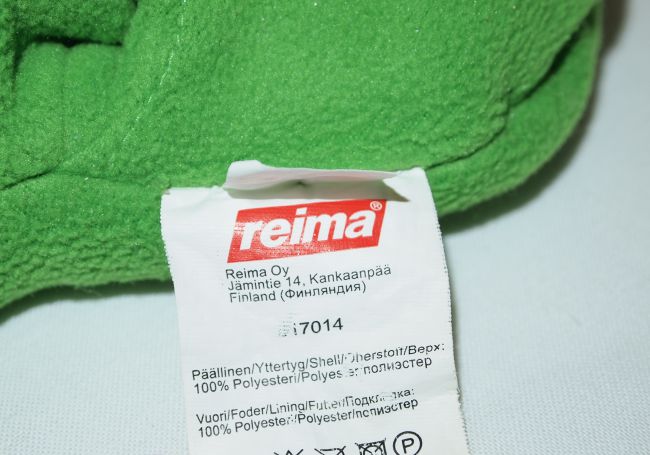 reima®
Reima Oy
Jämintie 14, Kankaanpää
Finland (Финляндия)
Päällinen/Yttertyg/Shell/Oberstoff/Верх:
100% Polyesteri/Polyester/полиэстер
Vuori/Foder/Lining/Futter/Подкладка:
100% Polyesteri/Polyester/полиэстер
P